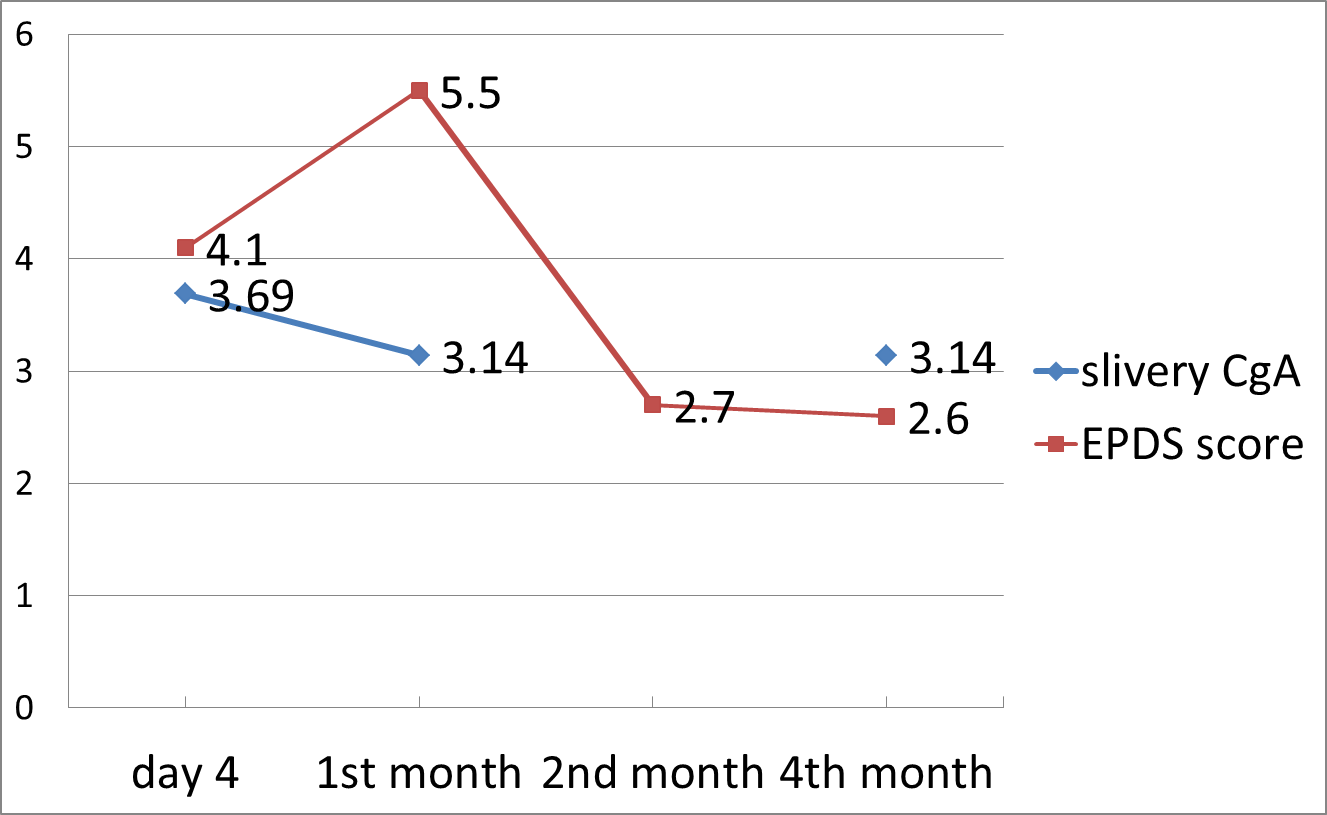 6
5.5
5
4.1
4
3.69
3.14
3.14
3
slivery CgA
2.7
2.6
EPDS score
2
1
0
day 4
1st month
2nd month
4th month